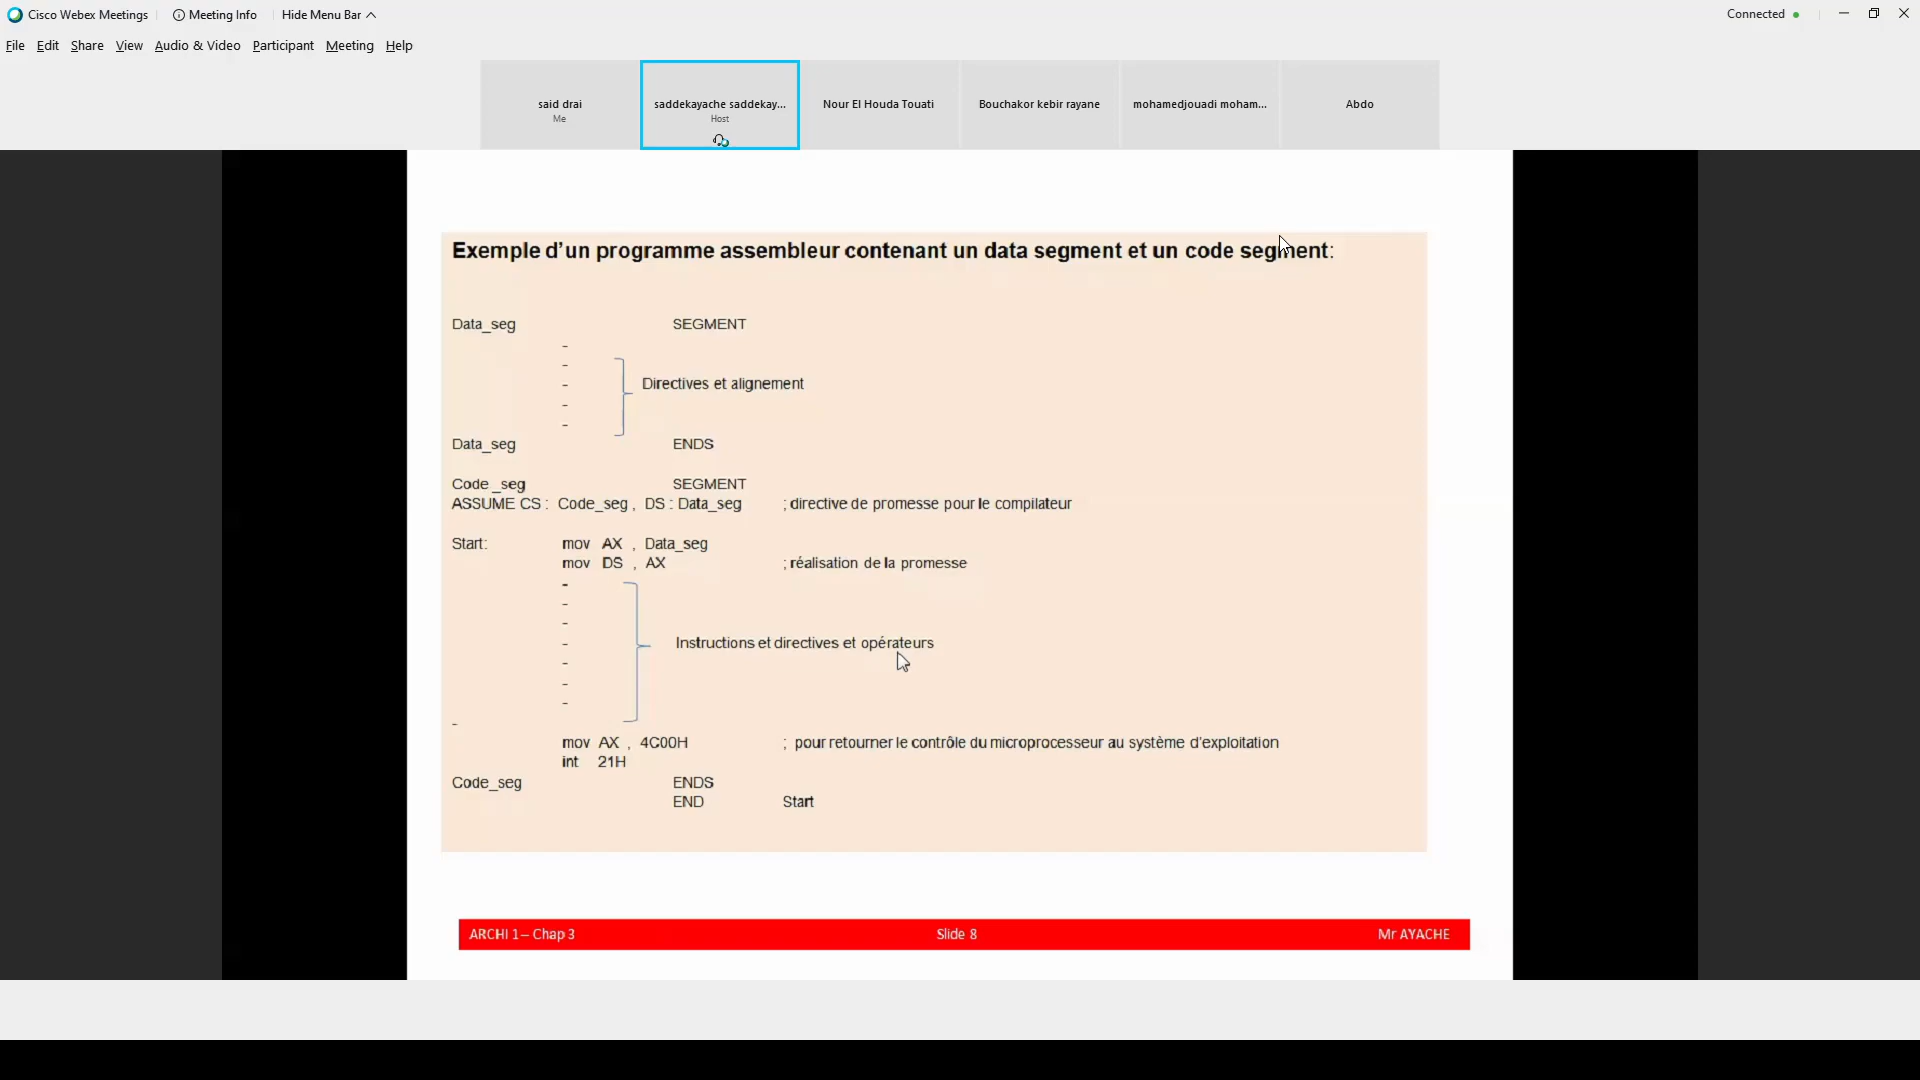 Cisco Webex Meetings Meeting Info Hide Menu Bar Connected
File Edit Share View Audio & Video Participant Meeting Help
said drai
Me
saddekayache saddekay...
Host
Nour El Houda Touati
Bouchakor kebir rayane
mohamedjouadi moham...
Abdo
Exemple d’un programme assembleur contenant un data segment et un code segment:
Data_seg SEGMENT
-
-
- Directives et alignement
-
-
Data_seg ENDS
Code _seg SEGMENT
ASSUME CS : Code_seg , DS : Data_seg ; directive de promesse pour le compilateur
Start: mov AX , Data_seg
mov DS , AX ; réalisation de la promesse
-
-
-
- Instructions et directives et opérateurs
-
-
-
-
mov AX , 4C00H ; pour retourner le contrôle du microprocesseur au système d’exploitation
int 21H
Code_seg ENDS
END Start
ARCHI 1 – Chap 3 Slide 8 Mr AYACHE